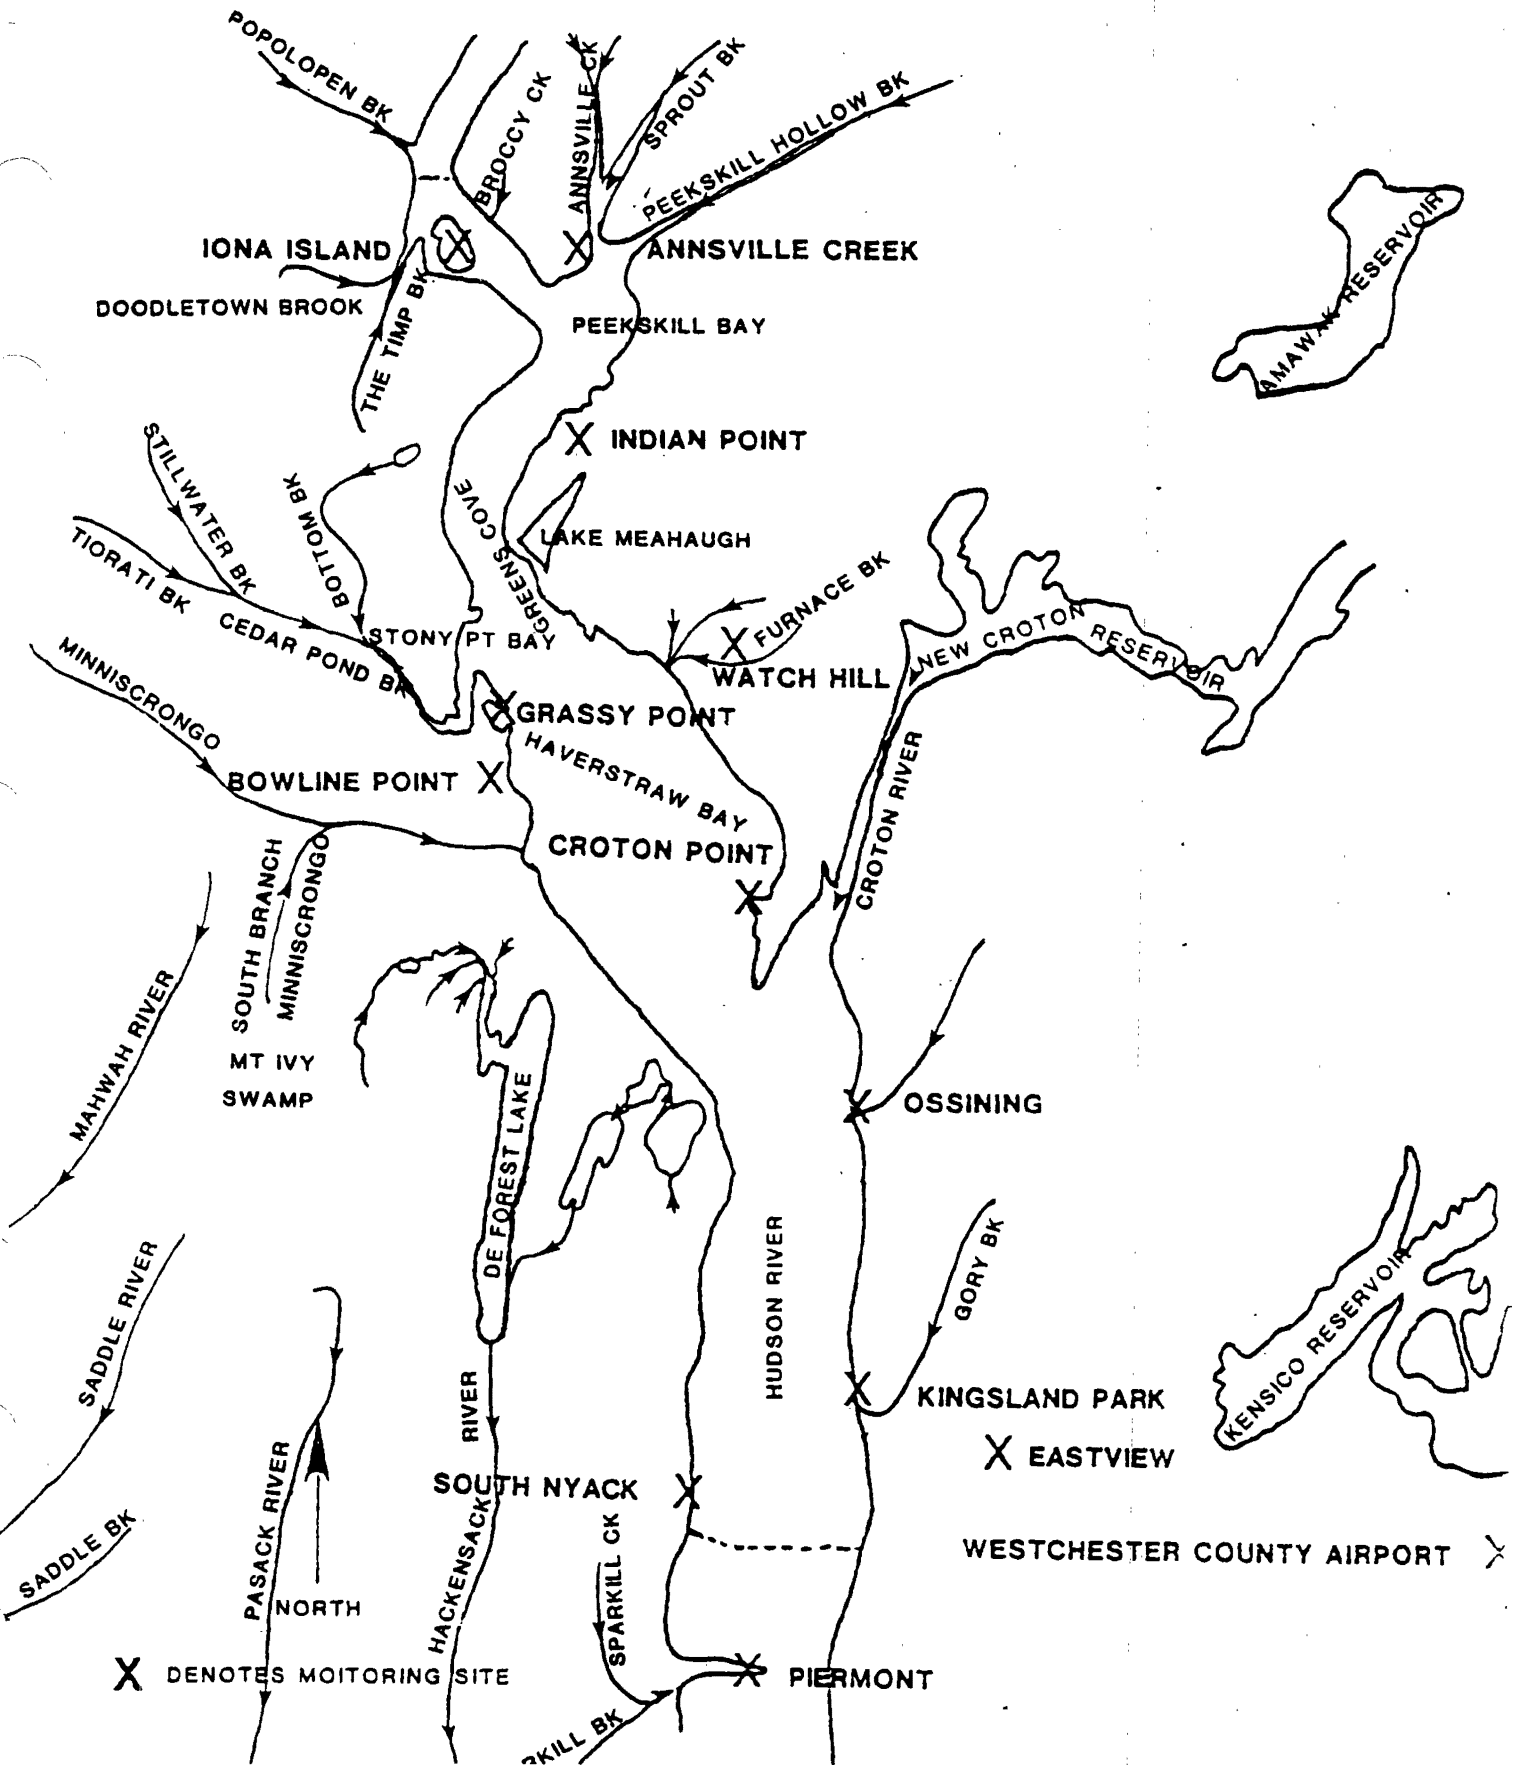 POPOLOPEN BK
BROCCY CK
ANNSVILLE CK
SPROUT BK
PEEKSKILL HOLLOW BK
IONA ISLAND
ANNSVILLE CREEK
DOODLETOWN BROOK
THE TIMP BK
PEEKSKILL BAY
AMAWAK RESERVOIR
INDIAN POINT
STILLWATER BK
BOTTOM BK
GREENS COVE
LAKE MEAHAUGH
TIORATI BK
CEDAR POND BK
STONY PT BAY
FURNACE BK
NEW CROTON RESERVOIR
MINNISCRONGO
WATCH HILL
GRASSY POINT
HAVERSTRAW BAY
BOWLINE POINT
CROTON RIVER
CROTON POINT
SOUTH BRANCH
MINNISCRONGO
MAHWAH RIVER
MT IVY
SWAMP
DE FOREST LAKE
OSSINING
HUDSON RIVER
GORY BK
SADDLE RIVER
KENSICO RESERVOIR
KINGSLAND PARK
X EASTVIEW
HACKENSACK RIVER
SOUTH NYACK
PASACK RIVER
SADDLE BK
SPARKILL CK
WESTCHESTER COUNTY AIRPORT
NORTH
X DENOTES MOITORING SITE
PIERMONT
RKILL BK